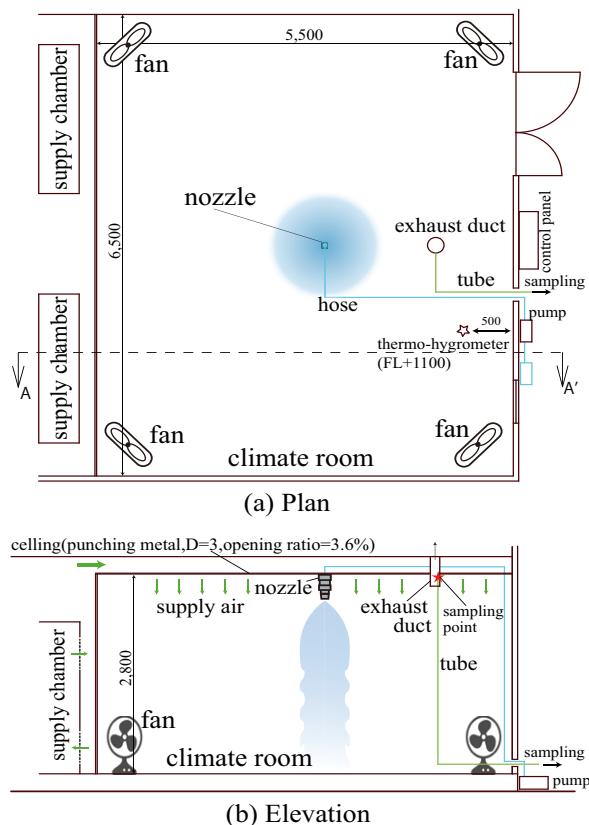 5,500
fan
fan
supply chamber
nozzle
exhaust duct
control panel
6,500
tube
sampling
hose
pump
500
thermo-hygrometer
(FL+1100)
supply chamber
A
A'
fan
fan
climate room
(a) Plan
celling(punching metal,D=3,opening ratio=3.6%)
nozzle
supply air
exhaust
duct
sampling
point
2,800
tube
supply chamber
fan
climate room
sampling
pump
(b) Elevation